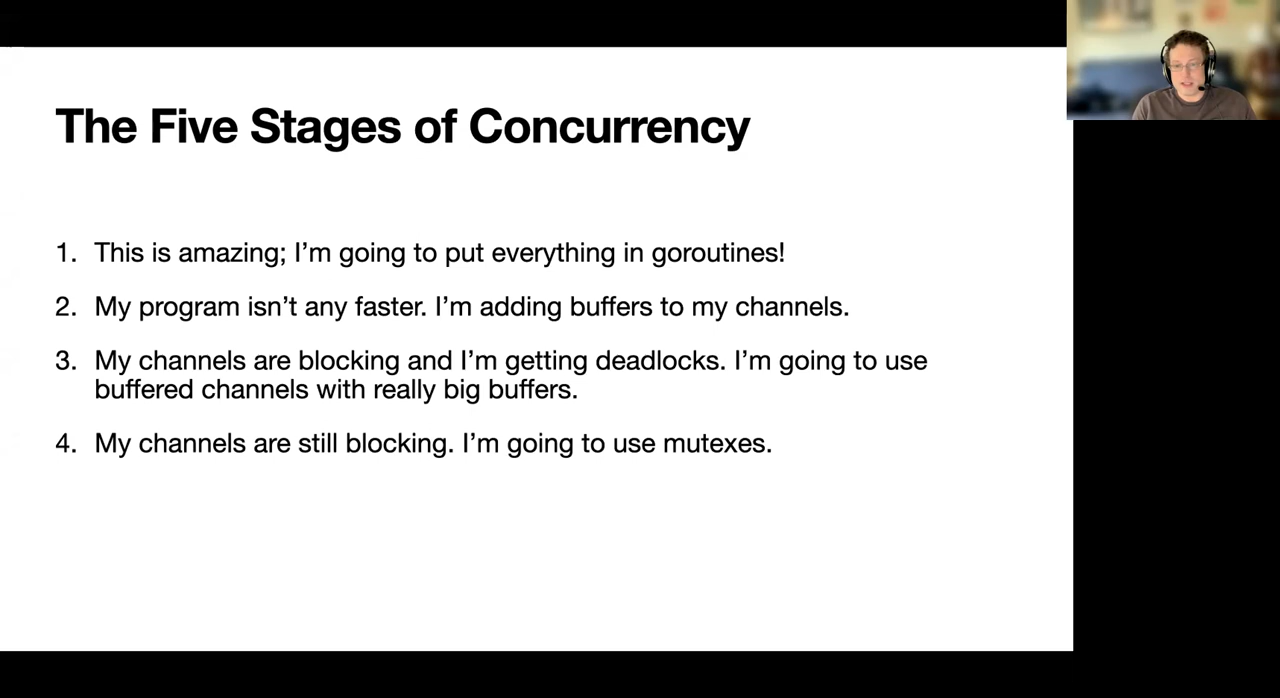 The Five Stages of Concurrency
1. This is amazing; I’m going to put everything in goroutines!
2. My program isn’t any faster. I’m adding buffers to my channels.
3. My channels are blocking and I’m getting deadlocks. I’m going to use
buffered channels with really big buffers.
4. My channels are still blocking. I’m going to use mutexes.